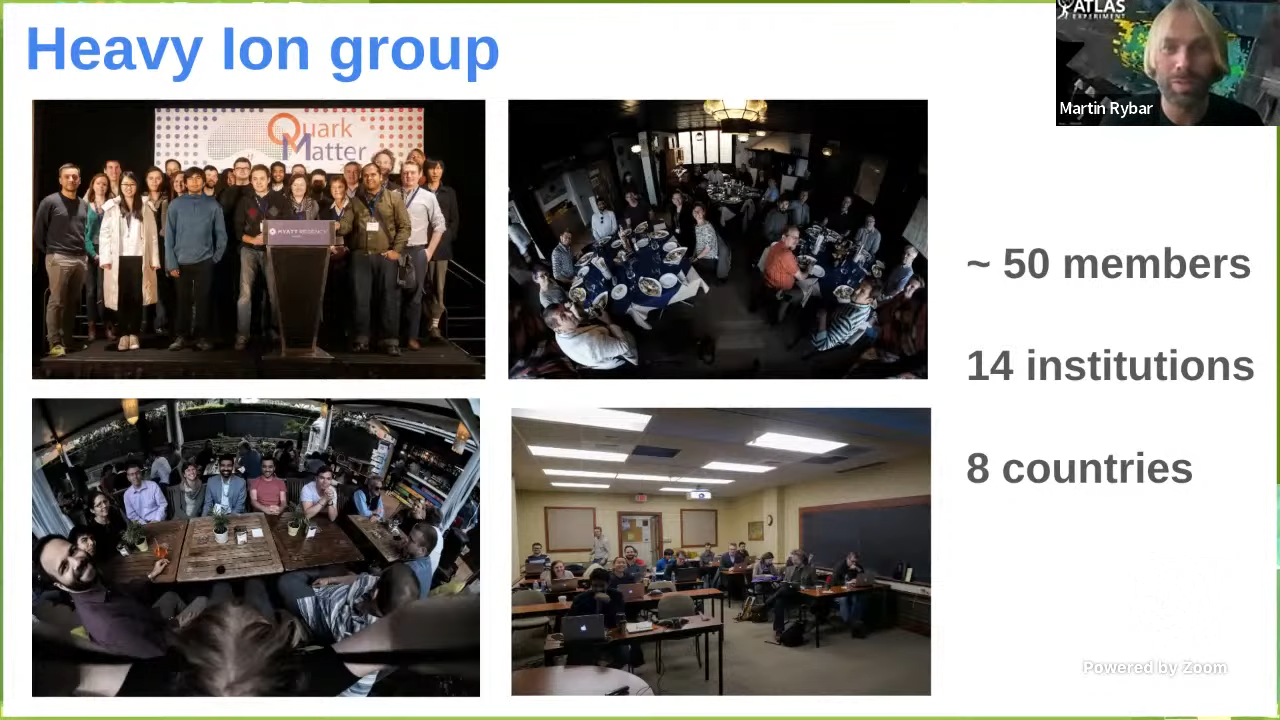 Heavy Ion group
ATLAS
EXPERIMENT
Martin Rybar
Quark
Matter
HYATT REGENCY
~ 50 members
14 institutions
8 countries
Powered by Zoom